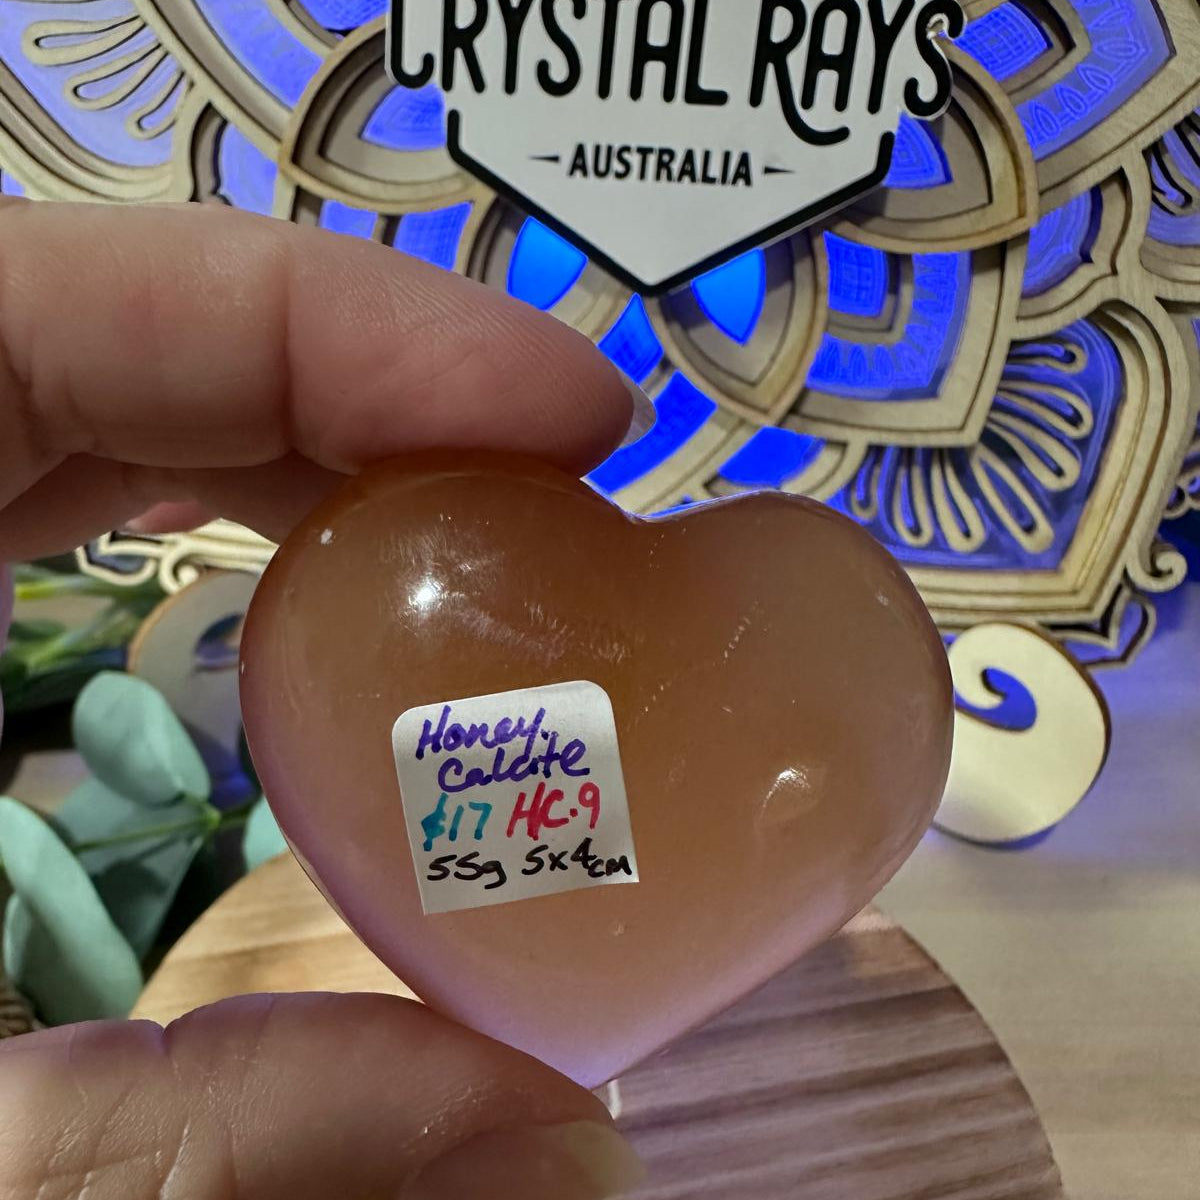 CRYSTAL RAYS
- AUSTRALIA -
Honey.
Calcite
$17 HC.9
55g 5x4cm